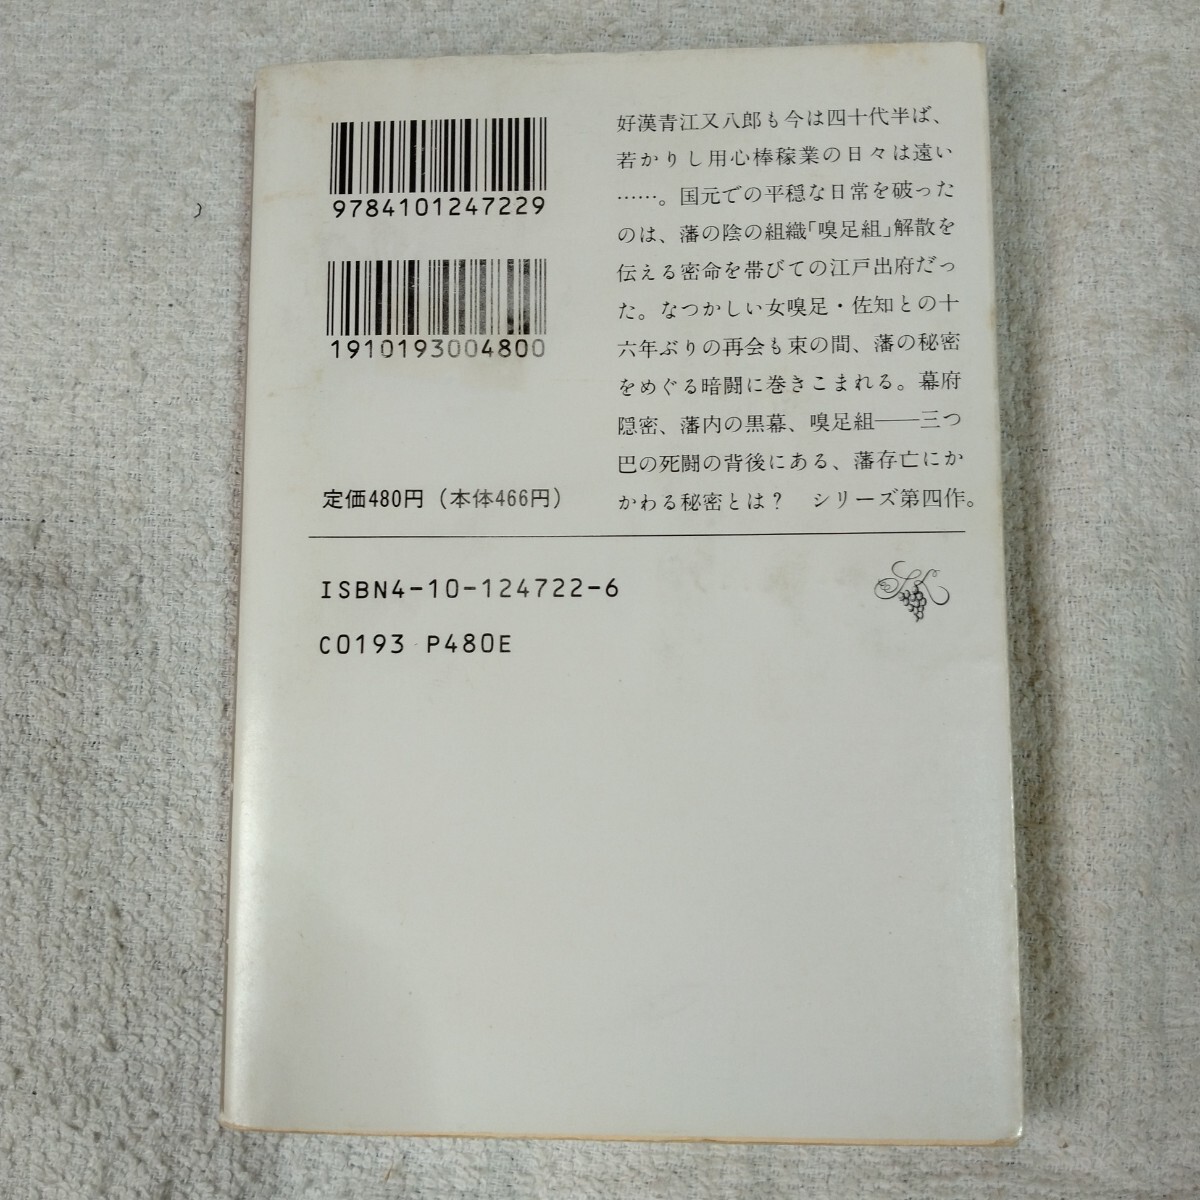 9784101247229
1910193004800
定価480円（本体466円）
好漢青江又八郎も今は四十代半ば、
若かりし用心棒稼業の日々は遠い
……。国元での平穏な日常を破った
のは、藩の陰の組織「嗅足組」解散を
伝える密命を帯びての江戸出府だっ
た。なつかしい女嗅足・佐知との十
六年ぶりの再会も束の間、藩の秘密
をめぐる暗闘に巻きこまれる。幕府
隠密、藩内の黒幕、嗅足組――三つ
巴の死闘の背後にある、藩存亡にか
かわる秘密とは？　シリーズ第四作。
ISBN4-10-124722-6
C0193 P480E